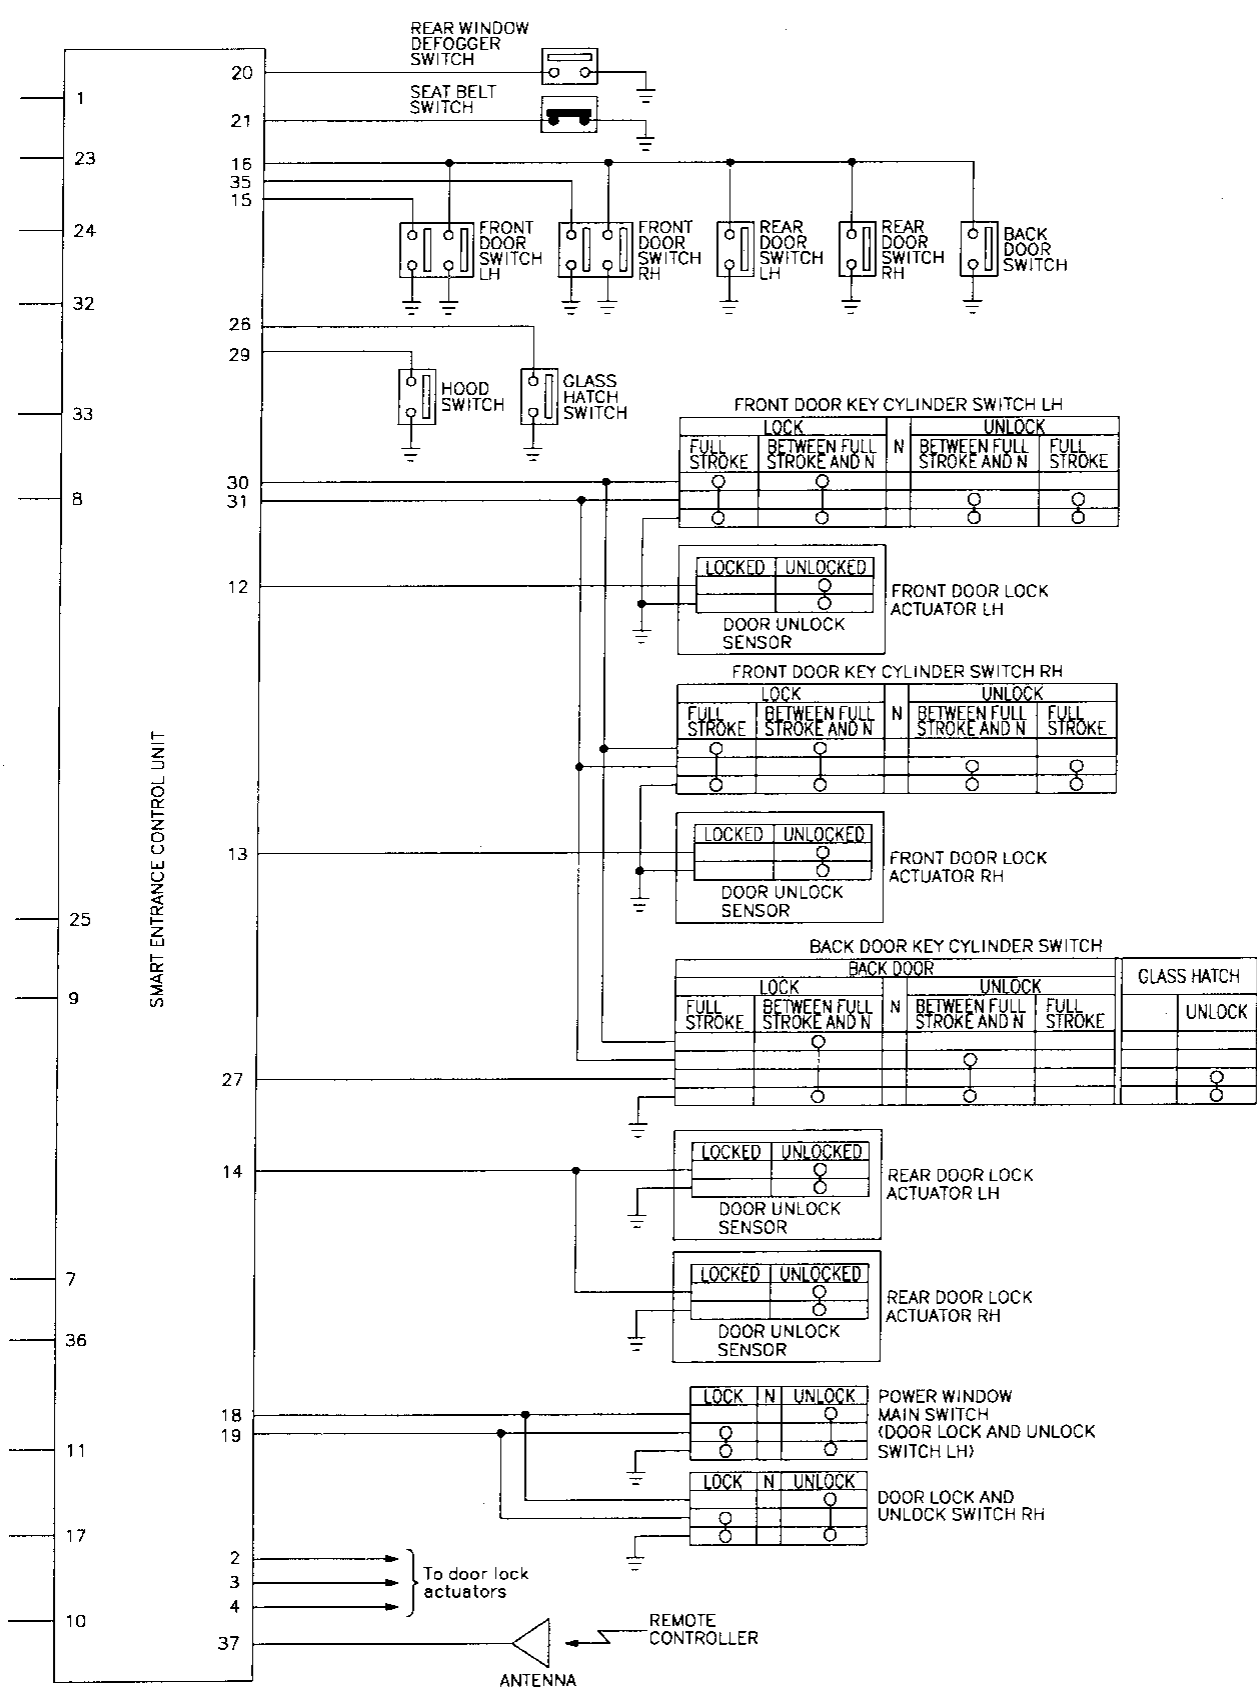 REAR WINDOW
DEFOGGER
SWITCH
20
SEAT BELT
SWITCH
21
1
16
23
35
15
24
FRONT
DOOR
SWITCH
LH
FRONT
DOOR
SWITCH
RH
REAR
DOOR
SWITCH
LH
REAR
DOOR
SWITCH
RH
BACK
DOOR
SWITCH
32
26
29
HOOD
SWITCH
GLASS
HATCH
SWITCH
33
FRONT DOOR KEY CYLINDER SWITCH LH
LOCK N UNLOCK
FULL
STROKE
BETWEEN FULL
STROKE AND N
BETWEEN FULL
STROKE AND N
FULL
STROKE
30
31
8
12
LOCKED UNLOCKED
DOOR UNLOCK
SENSOR
FRONT DOOR LOCK
ACTUATOR LH
FRONT DOOR KEY CYLINDER SWITCH RH
LOCK N UNLOCK
FULL
STROKE
BETWEEN FULL
STROKE AND N
BETWEEN FULL
STROKE AND N
FULL
STROKE
SMART ENTRANCE CONTROL UNIT
13
LOCKED UNLOCKED
DOOR UNLOCK
SENSOR
FRONT DOOR LOCK
ACTUATOR RH
25
9
BACK DOOR KEY CYLINDER SWITCH
BACK DOOR
GLASS HATCH
LOCK N UNLOCK
FULL
STROKE
BETWEEN FULL
STROKE AND N
BETWEEN FULL
STROKE AND N
FULL
STROKE
UNLOCK
27
14
LOCKED UNLOCKED
DOOR UNLOCK
SENSOR
REAR DOOR LOCK
ACTUATOR LH
7
LOCKED UNLOCKED
DOOR UNLOCK
SENSOR
REAR DOOR LOCK
ACTUATOR RH
36
18
19
11
LOCK N UNLOCK
POWER WINDOW
MAIN SWITCH
(DOOR LOCK AND UNLOCK
SWITCH LH)
LOCK N UNLOCK
DOOR LOCK AND
UNLOCK SWITCH RH
17
2
3
4
To door lock
actuators
10
37
ANTENNA
REMOTE
CONTROLLER